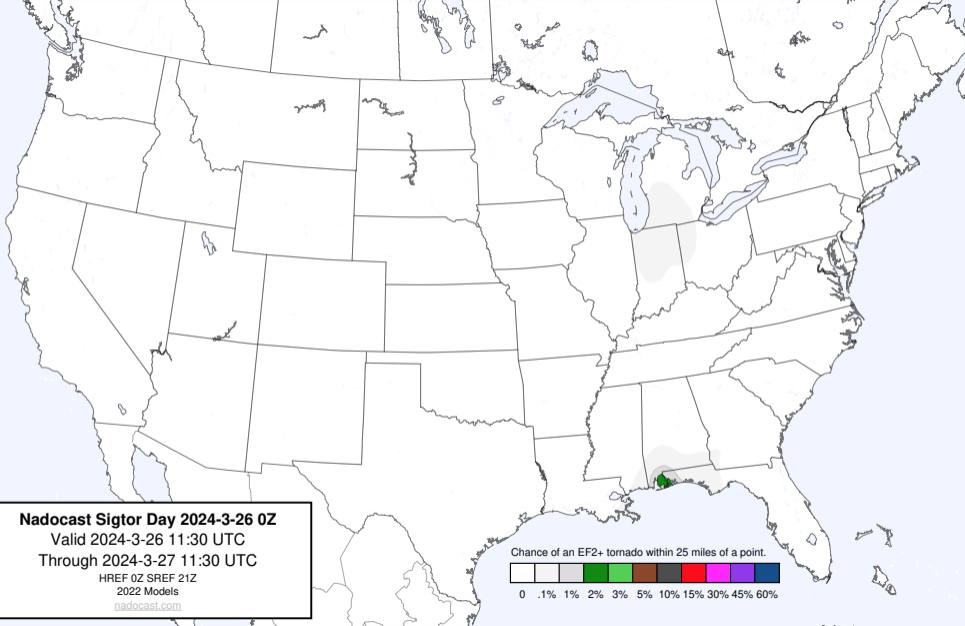 Nadocast Sigtor Day 2024-3-26 0Z
Valid 2024-3-26 11:30 UTC
Through 2024-3-27 11:30 UTC
HREF 0Z SREF 21Z
2022 Models
nadocast.com
Chance of an EF2+ tornado within 25 miles of a point.
0 .1% 1% 2% 3% 5% 10% 15% 30% 45% 60%